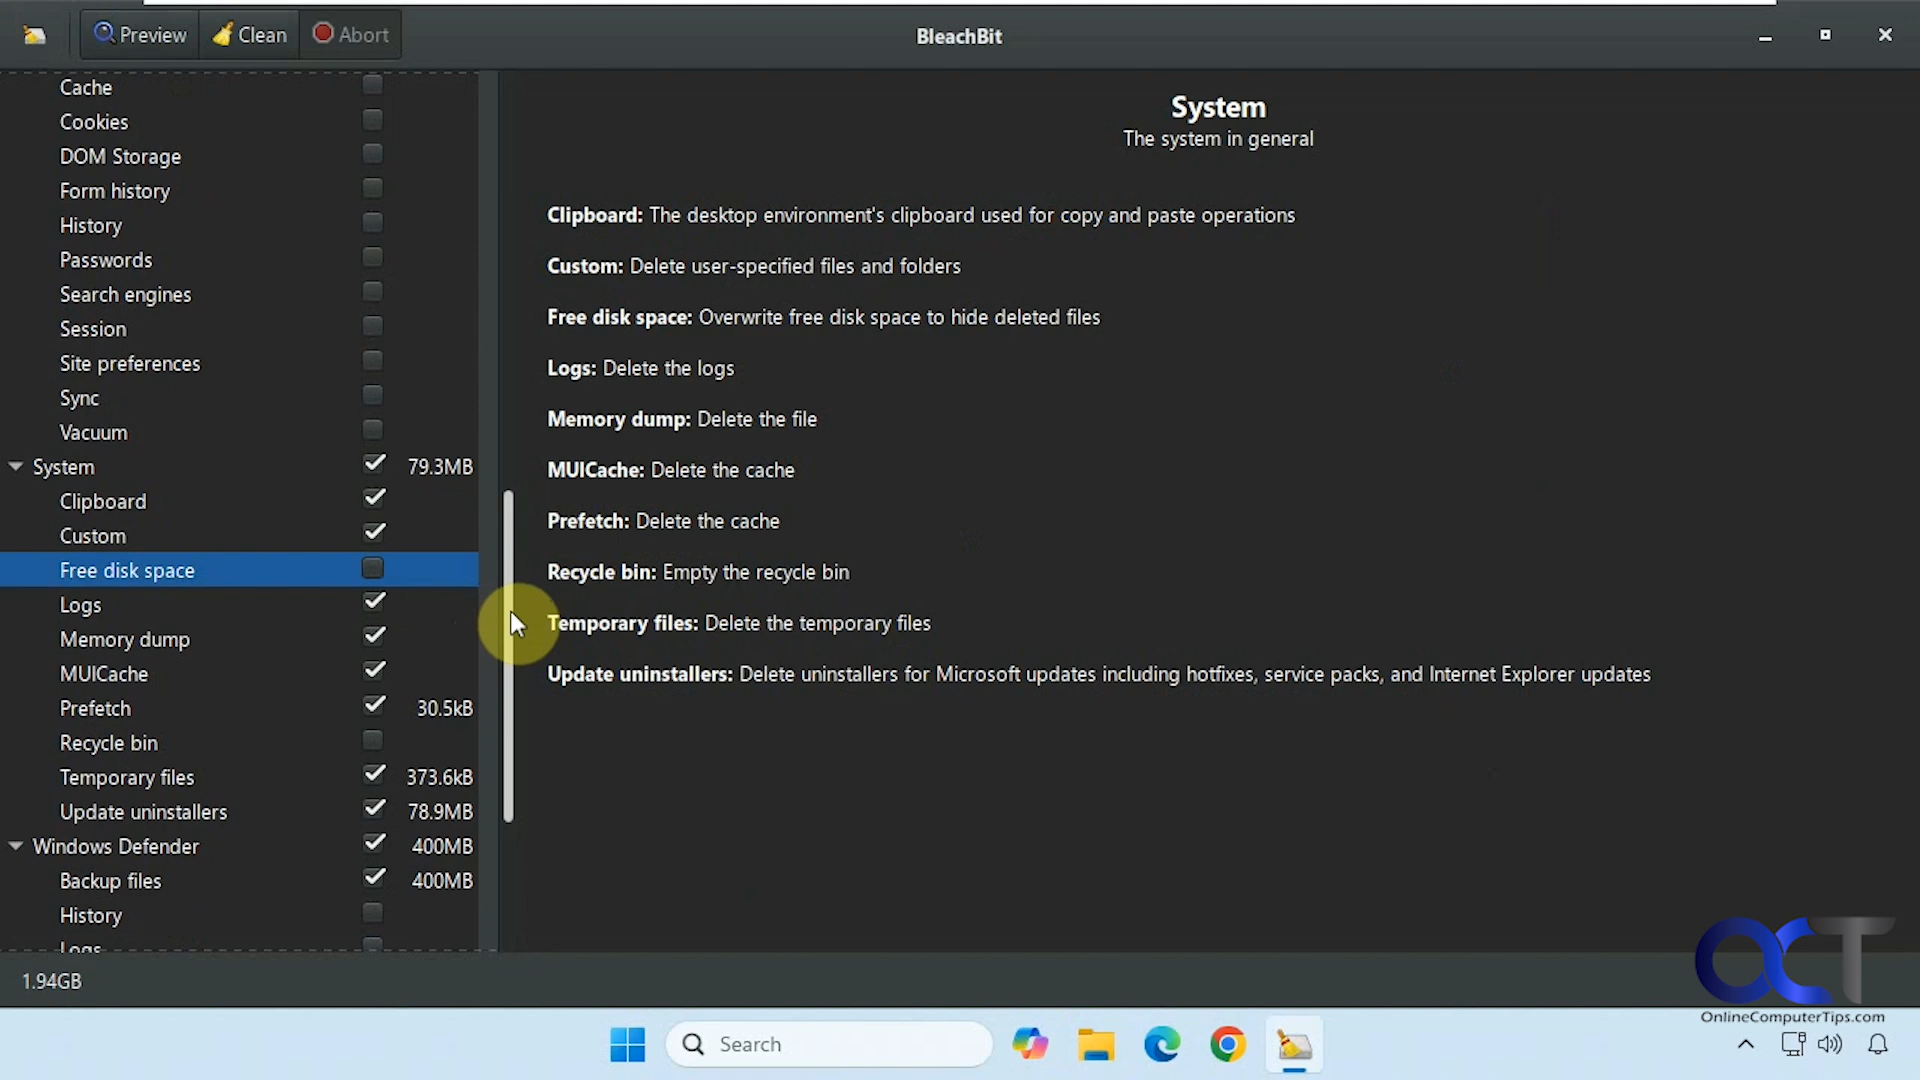 Preview Clean Abort BleachBit
Cache
Cookies
DOM Storage
Form history
History
Passwords
Search engines
Session
Site preferences
Sync
Vacuum
System 79.3MB
Clipboard
Custom
Free disk space
Logs
Memory dump
MUICache
Prefetch 30.5kB
Recycle bin
Temporary files 373.6kB
Update uninstallers 78.9MB
Windows Defender 400MB
Backup files 400MB
History
Logs
1.94GB
System
The system in general
Clipboard: The desktop environment's clipboard used for copy and paste operations
Custom: Delete user-specified files and folders
Free disk space: Overwrite free disk space to hide deleted files
Logs: Delete the logs
Memory dump: Delete the file
MUICache: Delete the cache
Prefetch: Delete the cache
Recycle bin: Empty the recycle bin
Temporary files: Delete the temporary files
Update uninstallers: Delete uninstallers for Microsoft updates including hotfixes, service packs, and Internet Explorer updates
OCT
OnlineComputerTips.com
Search